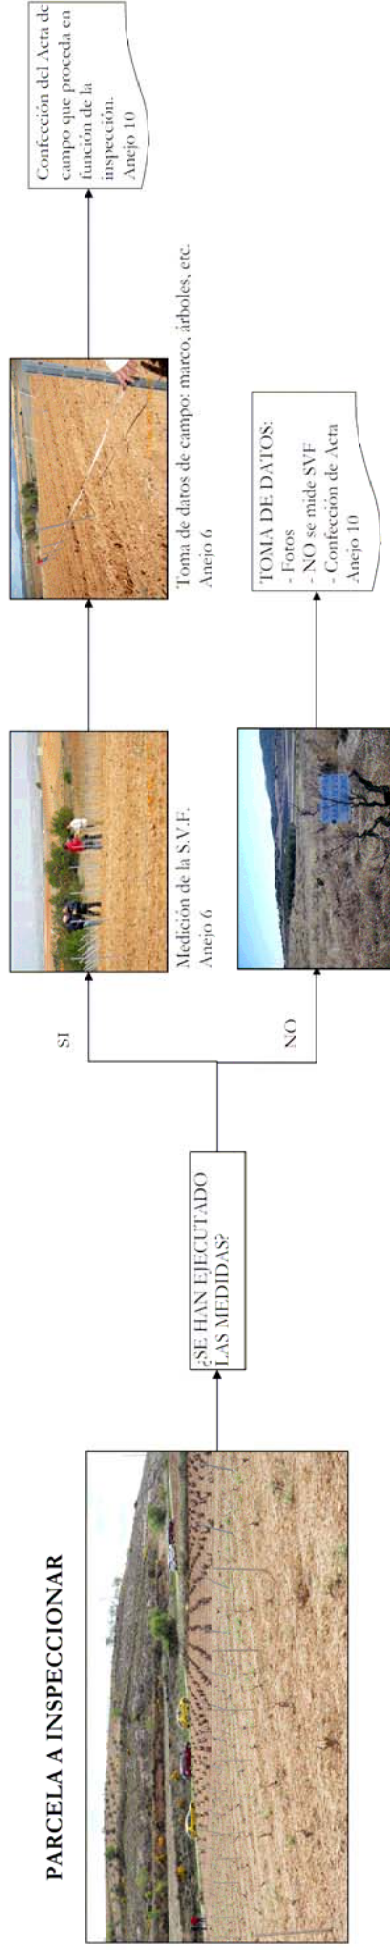 PARCELA A INSPECCIONAR
¿SE HAN EJECUTADO
LAS MEDIDAS?
SI
Medición de la S.V.F.
Anejo 6
Toma de datos de campo: marco, árboles, etc.
Anejo 6
Confección del Acta de
campo que proceda en
función de la
inspección.
Anejo 10
NO
TOMA DE DATOS:
- Fotos
- NO se mide SVF
- Confección de Acta
Anejo 10